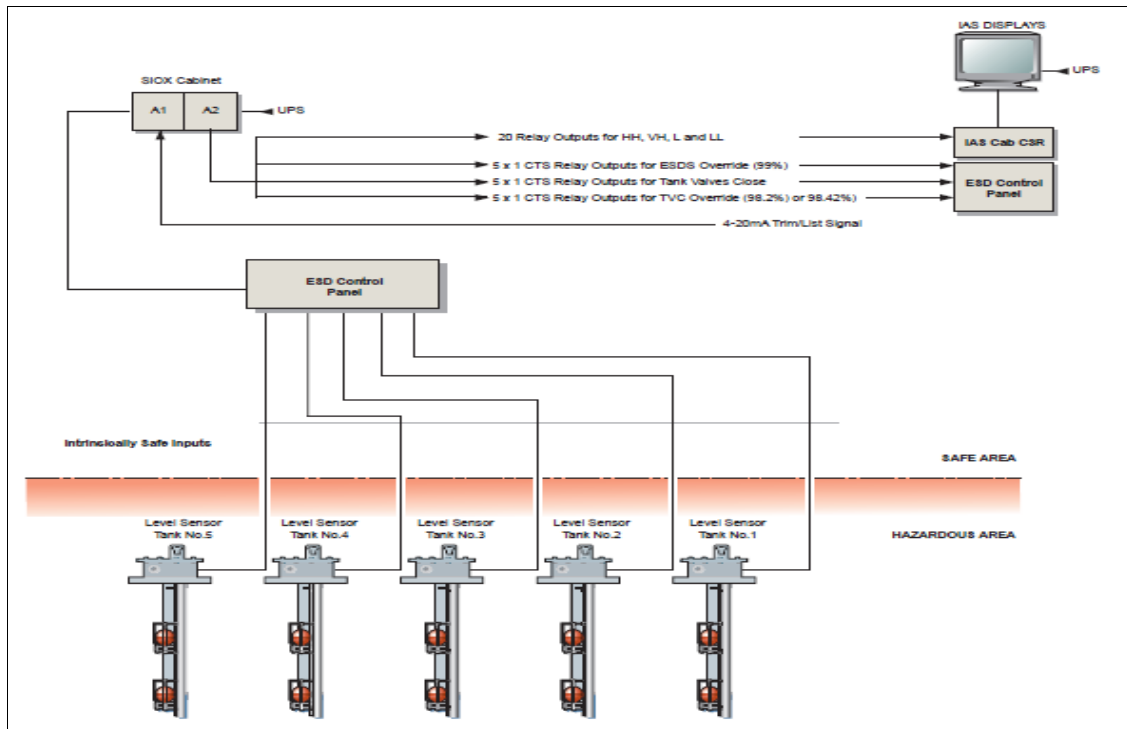 IAS DISPLAYS
UPS
SIOX Cabinet
A1
A2
UPS
20 Relay Outputs for HH, VH, L and LL
IAS Cab CSR
5 x 1 CTS Relay Outputs for ESDS Override (99%)
5 x 1 CTS Relay Outputs for Tank Valves Close
ESD Control
Panel
5 x 1 CTS Relay Outputs for TVC Override (98.2%) or 98.42%)
4-20mA Trim/List Signal
ESD Control
Panel
Intrinsically Safe Inputs
SAFE AREA
Level Sensor
Tank No.5
Level Sensor
Tank No.4
Level Sensor
Tank No.3
Level Sensor
Tank No.2
Level Sensor
Tank No.1
HAZARDOUS AREA